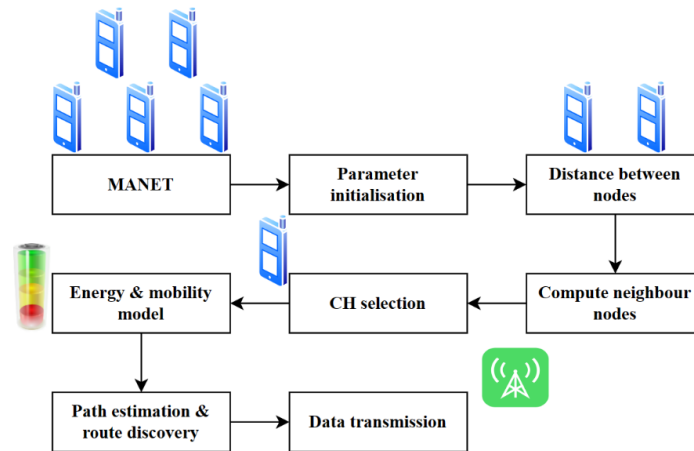 MANET
Parameter
initialisation
Distance between
nodes
Energy & mobility
model
CH selection
Compute neighbour
nodes
Path estimation &
route discovery
Data transmission